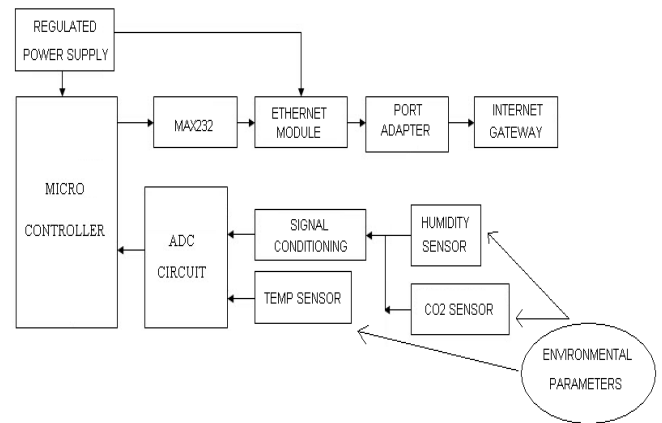 REGULATED
POWER SUPPLY
MICRO
CONTROLLER
MAX232
ETHERNET
MODULE
PORT
ADAPTER
INTERNET
GATEWAY
ADC
CIRCUIT
SIGNAL
CONDITIONING
HUMIDITY
SENSOR
TEMP SENSOR
CO2 SENSOR
ENVIRONMENTAL
PARAMETERS